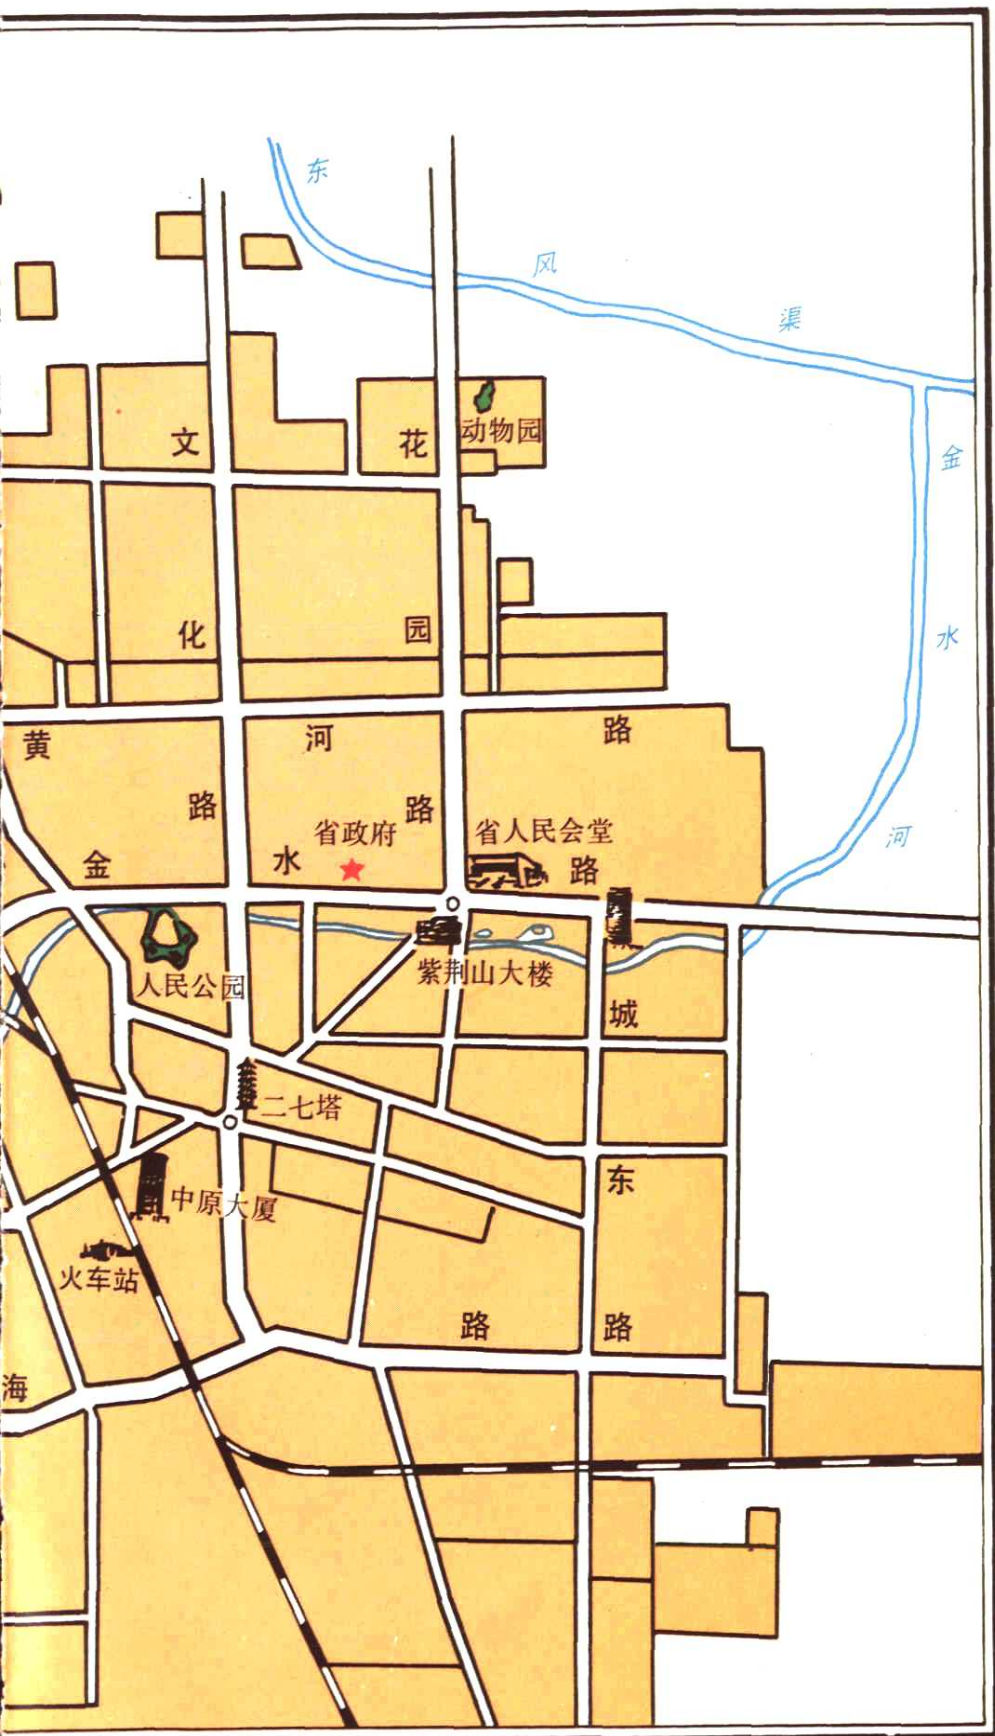 东
风
渠
文
花
动物园
金
化
园
水
黄
河
路
路
路
省政府
省人民会堂
金
水
路
河
人民公园
紫荆山大楼
城
二七塔
东
中原大厦
火车站
路
路
海